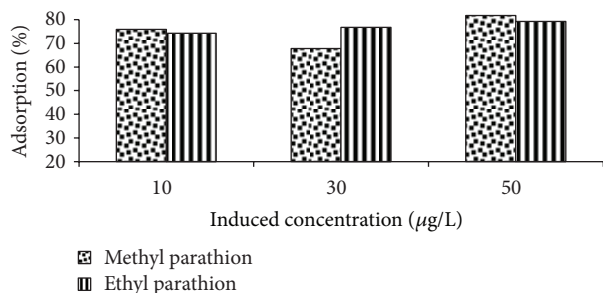 Adsorption (%)
80
70
60
50
40
30
20
10
30
50
Induced concentration (μg/L)
Methyl parathion
Ethyl parathion